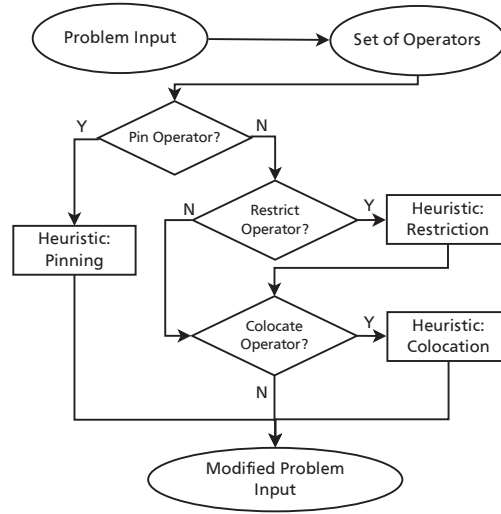 Problem Input
Set of Operators
Y
N
Pin Operator?
N
Y
Restrict
Operator?
Heuristic:
Restriction
Heuristic:
Pinning
Colocate
Operator?
Y
Heuristic:
Colocation
N
Modified Problem
Input